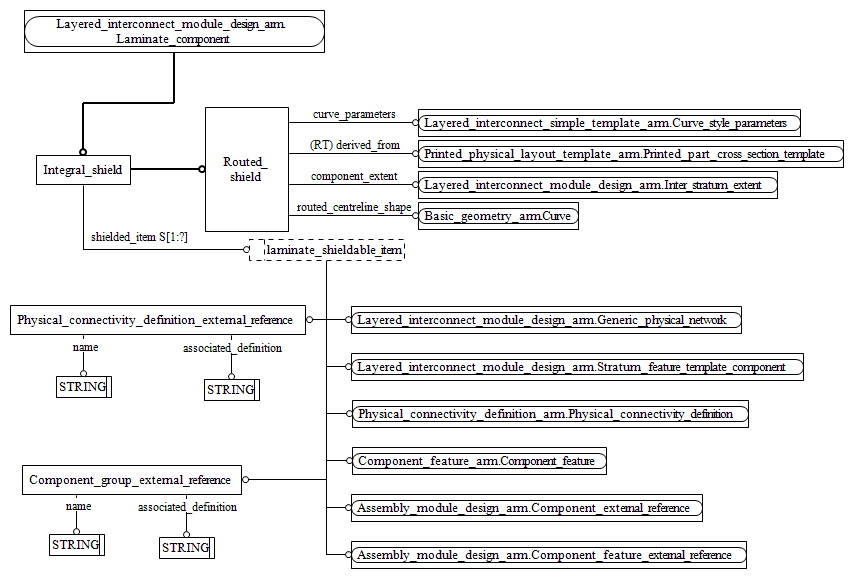 Layered_interconnect_module_design_arm.
Laminate_component
curve_parameters
Layered_interconnect_simple_template_arm.Curve_style_parameters
(RT) derived_from
Printed_physical_layout_template_arm.Printed_part_cross_section_template
Integral_shield
Routed_
shield
component_extent
Layered_interconnect_module_design_arm.Inter_stratum_extent
routed_centreline_shape
Basic_geometry_arm.Curve
shielded_item S[1:?]
laminate_shieldable_item
Physical_connectivity_definition_external_reference
Layered_interconnect_module_design_arm.Generic_physical_network
name
associated_definition
STRING
STRING
Layered_interconnect_module_design_arm.Stratum_feature_template_component
Physical_connectivity_definition_arm.Physical_connectivity_definition
Component_feature_arm.Component_feature
Component_group_external_reference
name
associated_definition
STRING
STRING
Assembly_module_design_arm.Component_external_reference
Assembly_module_design_arm.Component_feature_external_reference